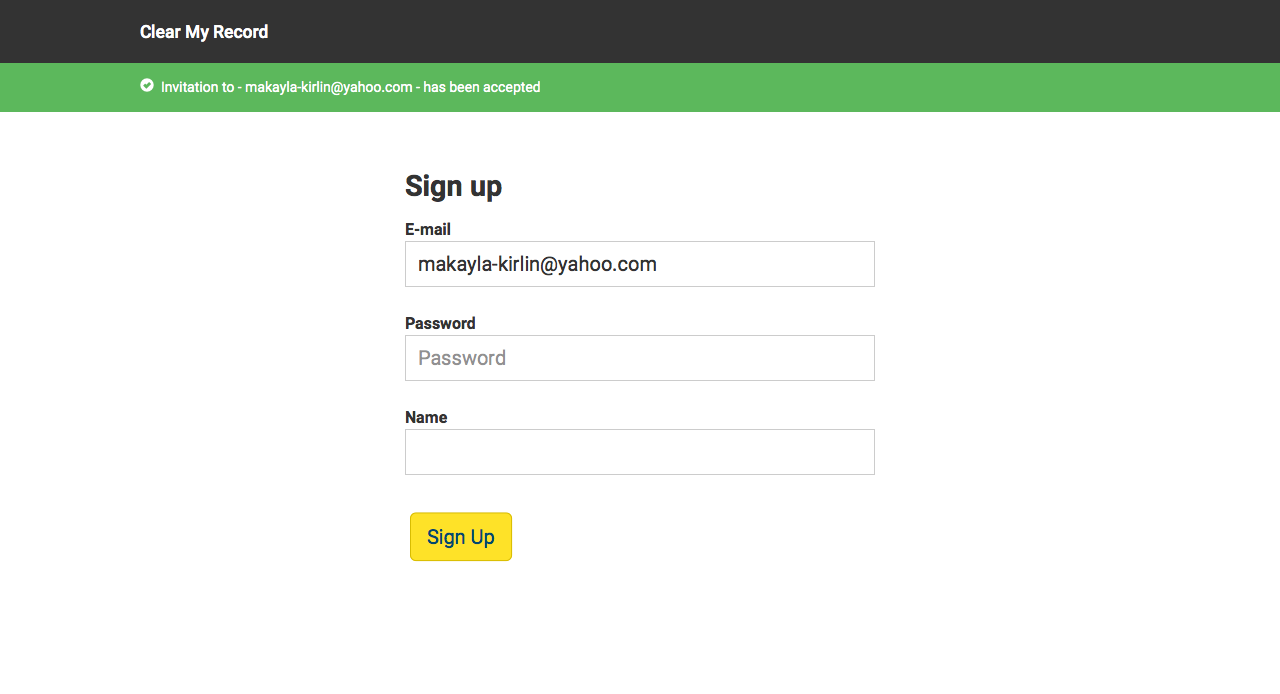 Clear My Record
Invitation to - makayla-kirlin@yahoo.com - has been accepted
Sign up
E-mail
makayla-kirlin@yahoo.com
Password
Password
Name
Sign Up